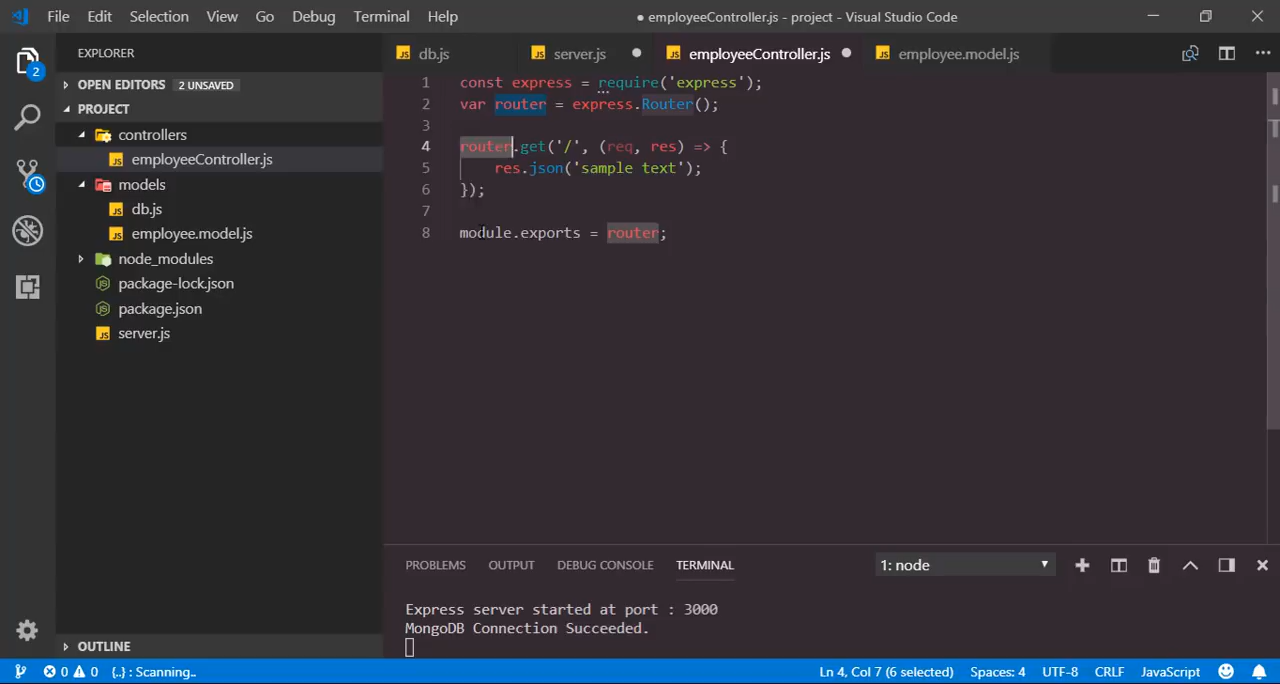 File Edit Selection View Go Debug Terminal Help
● employeeController.js - project - Visual Studio Code
EXPLORER
OPEN EDITORS 2 UNSAVED
PROJECT
controllers
employeeController.js
models
db.js
employee.model.js
node_modules
package-lock.json
package.json
server.js
OUTLINE
2
db.js server.js employeeController.js employee.model.js
1 const express = require('express');
2 var router = express.Router();
3
4 router.get('/', (req, res) => {
5 res.json('sample text');
6 });
7
8 module.exports = router;
PROBLEMS OUTPUT DEBUG CONSOLE TERMINAL
1: node
Express server started at port : 3000
MongoDB Connection Succeeded.
0 0 {..} : Scanning..
Ln 4, Col 7 (6 selected) Spaces: 4 UTF-8 CRLF JavaScript